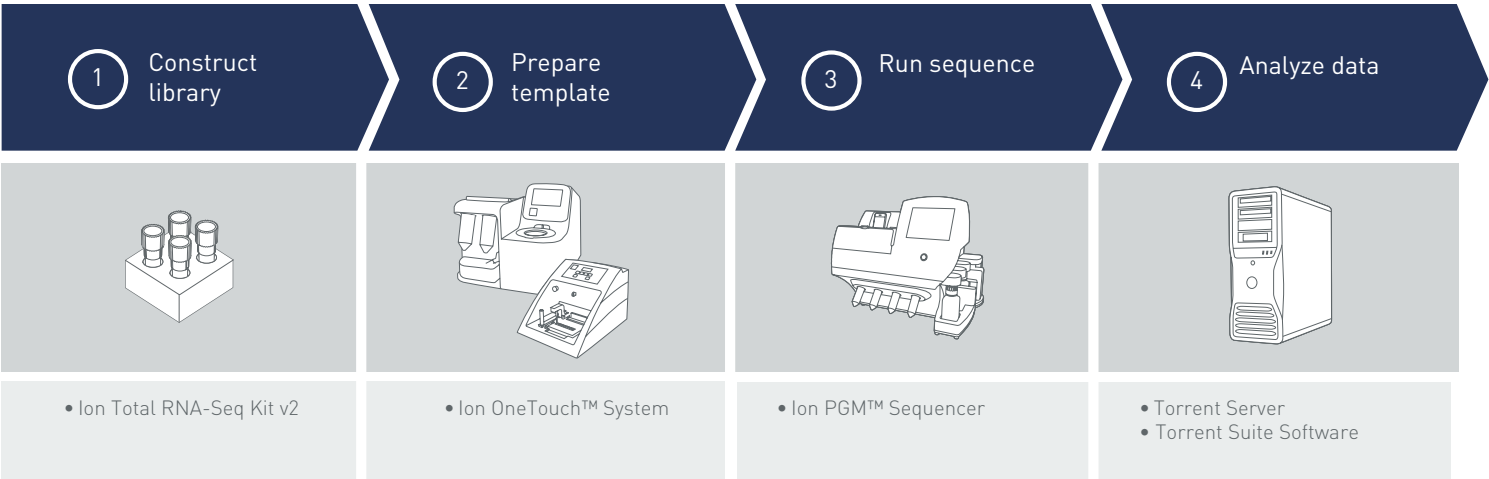 1
Construct
library
2
Prepare
template
3
Run sequence
4
Analyze data
• Ion Total RNA-Seq Kit v2
• Ion OneTouch™ System
• Ion PGM™ Sequencer
• Torrent Server
• Torrent Suite Software